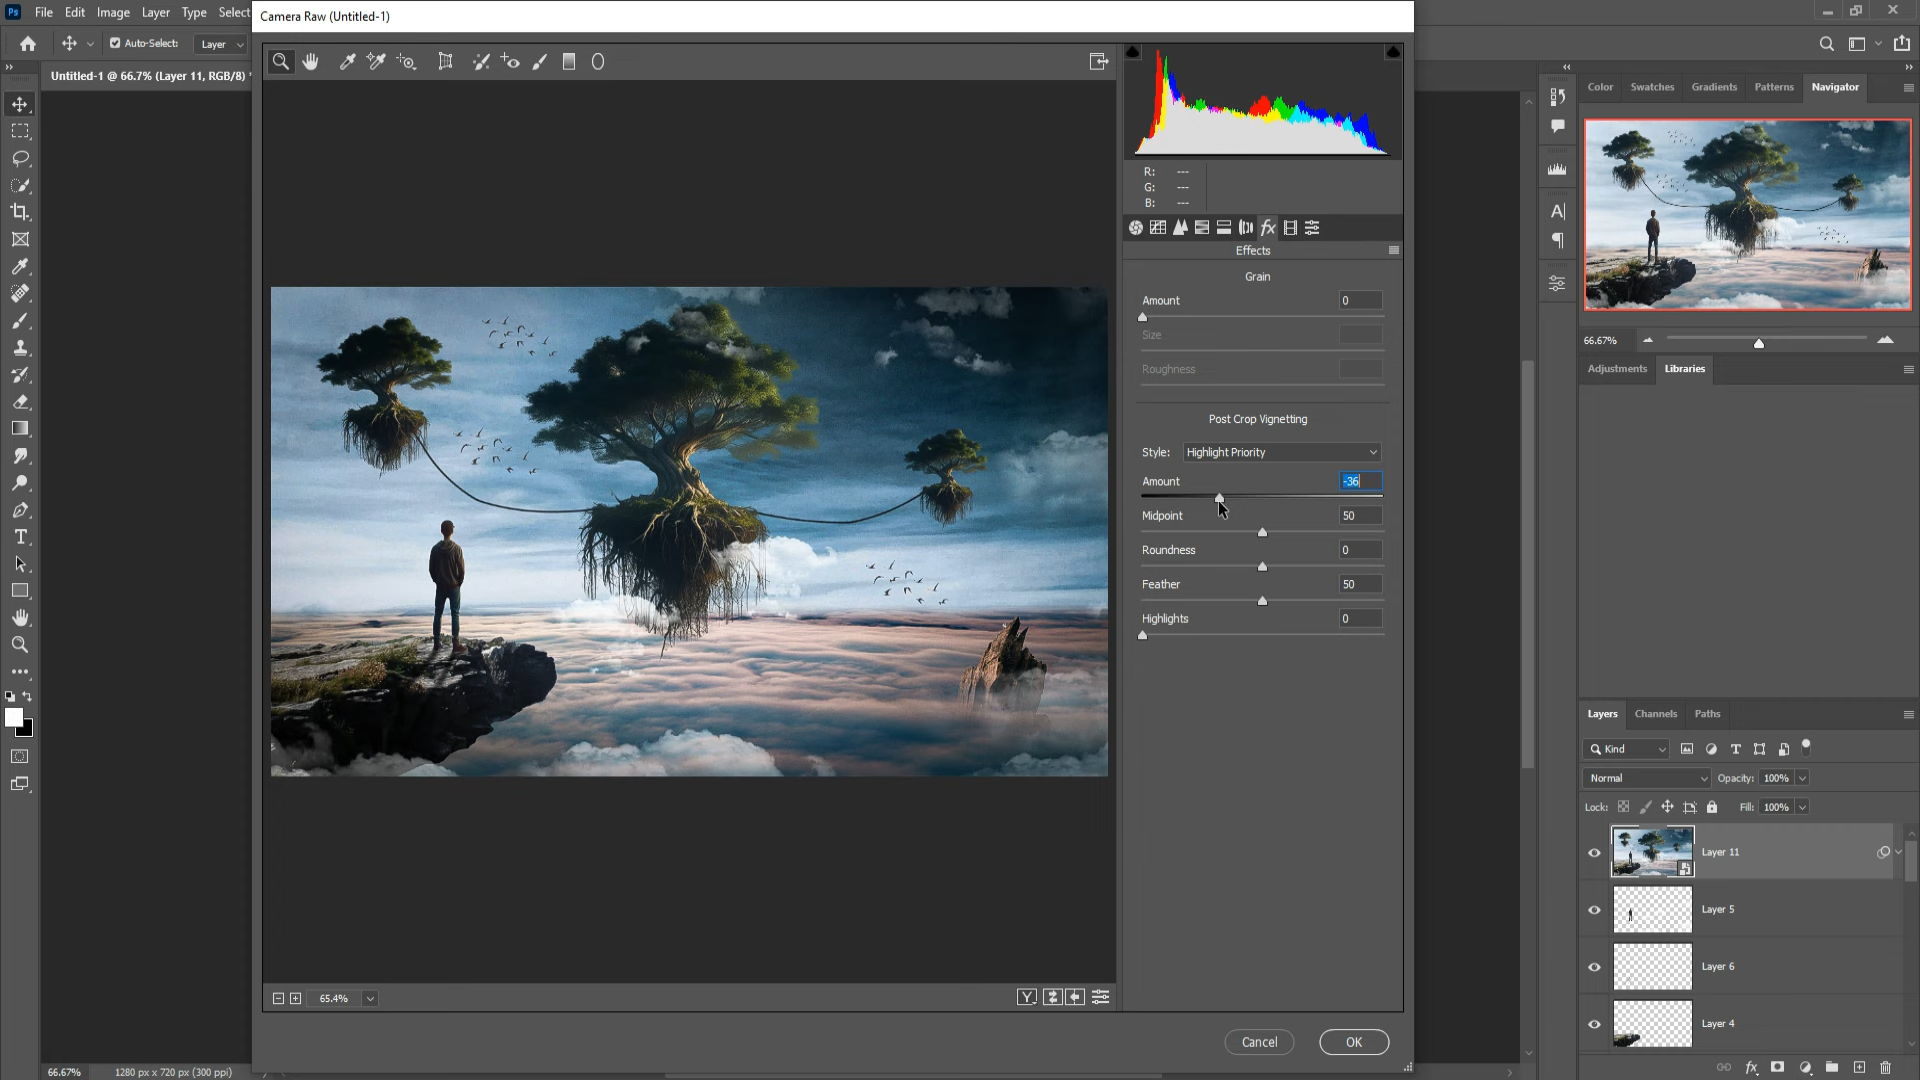 Ps File Edit Image Layer Type Select
Camera Raw (Untitled-1)
Auto-Select: Layer
Untitled-1 @ 66.7% (Layer 11, RGB/8) *
R: ---
G: ---
B: ---
fx
Effects
Grain
Amount 0
Size
Roughness
Post Crop Vignetting
Style: Highlight Priority
Amount -36
Midpoint 50
Roundness 0
Feather 50
Highlights 0
65.4%
Y
Cancel OK
66.67% 1280 px x 720 px (300 ppi)
Color Swatches Gradients Patterns Navigator
66.67%
Adjustments Libraries
Layers Channels Paths
Kind
Normal Opacity: 100%
Lock: Fill: 100%
Layer 11
Layer 5
Layer 6
Layer 4
fx